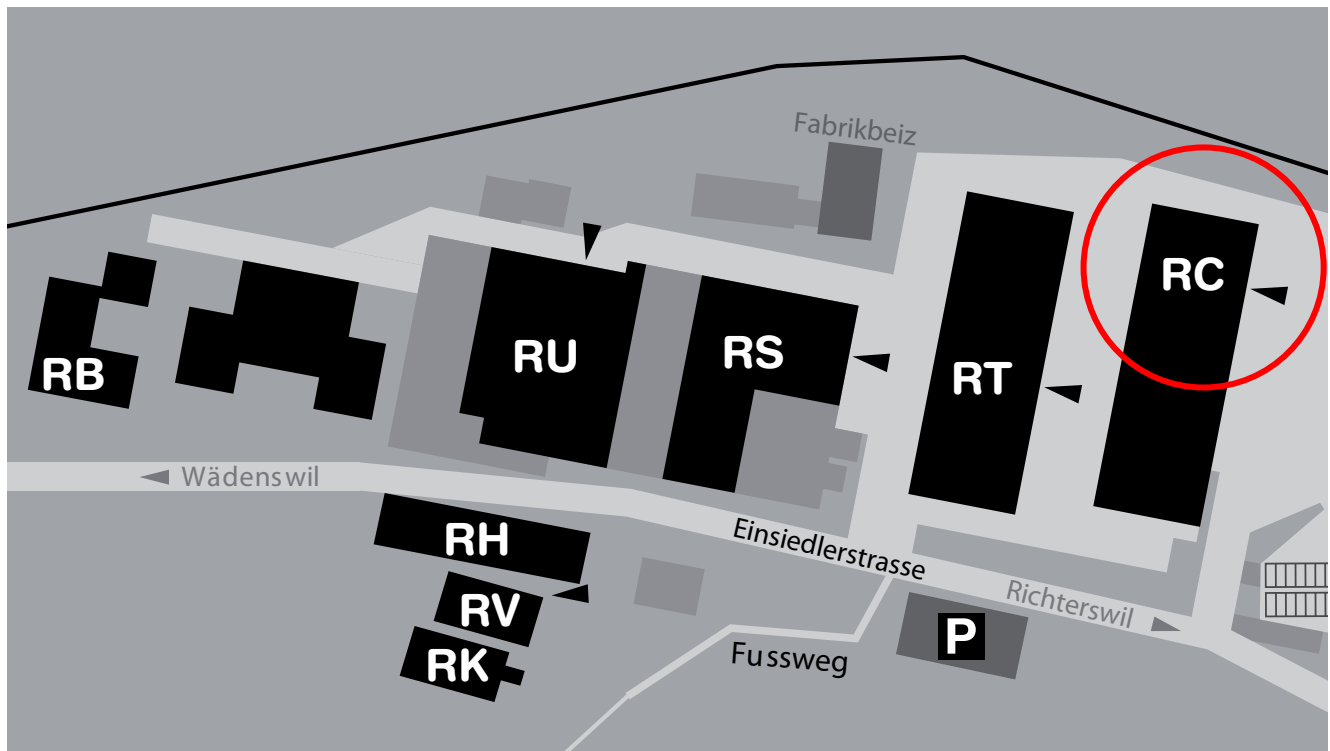 Fabrikbeiz
RC
RB
RU
RS
RT
Wädenswil
RH
Einsiedlerstrasse
RV
Richterswil
P
RK
Fussweg